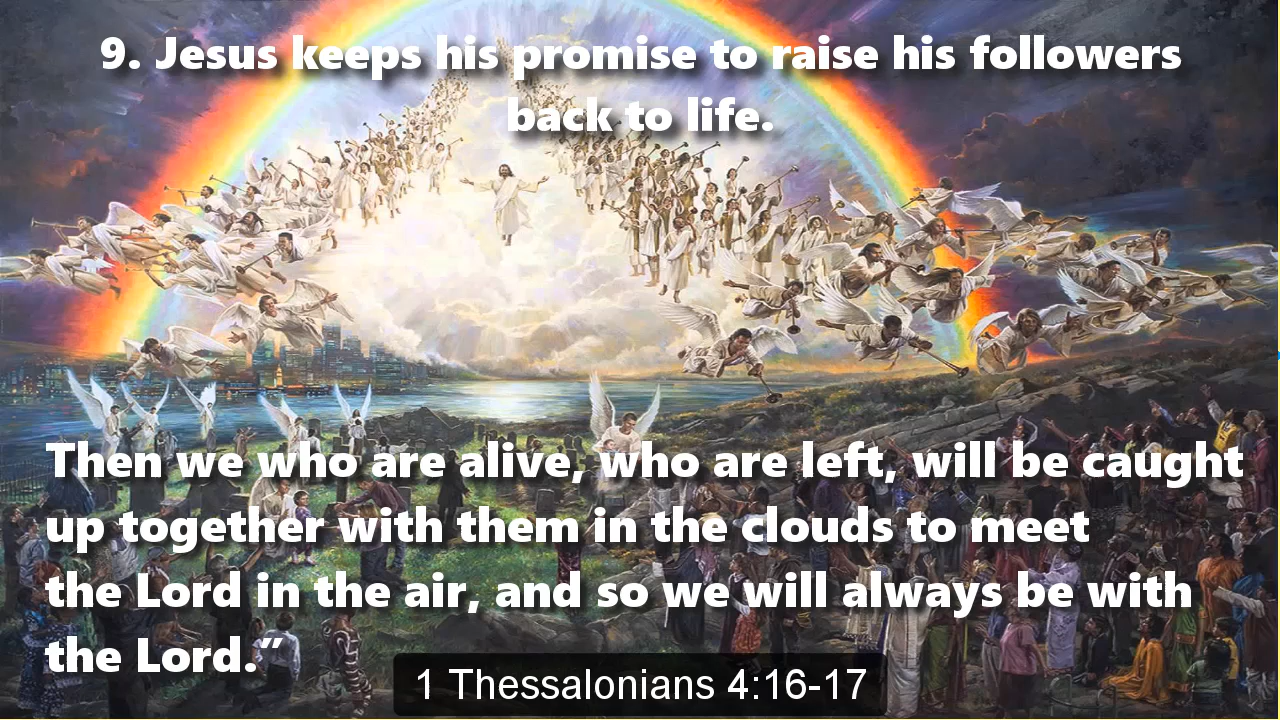 9. Jesus keeps his promise to raise his followers
back to life.
Then we who are alive, who are left, will be caught
up together with them in the clouds to meet
the Lord in the air, and so we will always be with
the Lord.”
1 Thessalonians 4:16-17